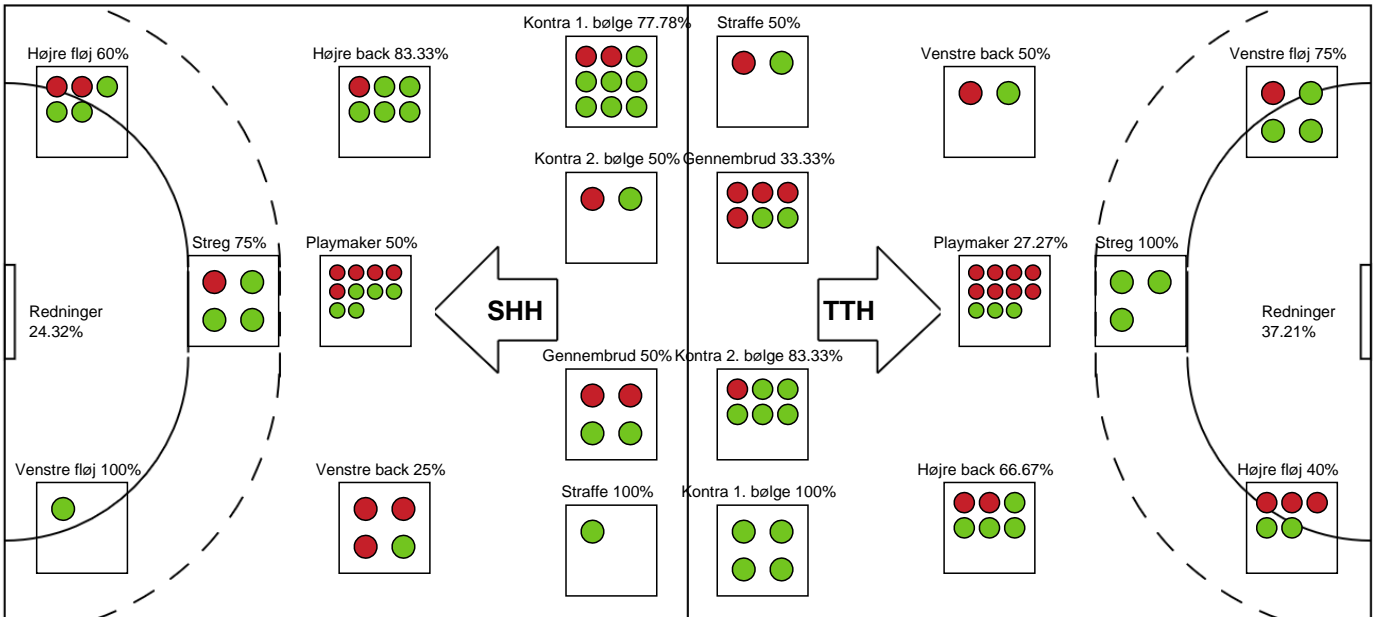 Kontra 1. bølge 77.78%
Straffe 50%
Højre fløj 60%
Højre back 83.33%
Venstre back 50%
Venstre fløj 75%
Kontra 2. bølge 50%
Gennembrud 33.33%
Streg 75%
Playmaker 50%
Playmaker 27.27%
Streg 100%
Redninger
24.32%
SHH
TTH
Redninger
37.21%
Gennembrud 50%
Kontra 2. bølge 83.33%
Venstre fløj 100%
Venstre back 25%
Højre back 66.67%
Højre fløj 40%
Straffe 100%
Kontra 1. bølge 100%